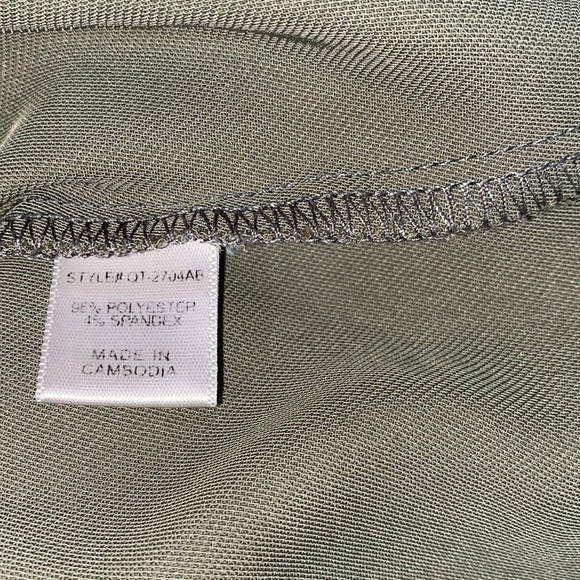 STYLE# QT-2704AB
96% POLYESTER
4% SPANDEX
MADE IN
CAMBODIA